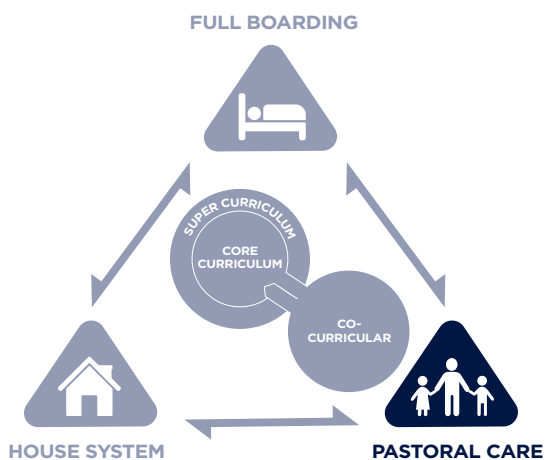 FULL BOARDING
SUPER CURRICULUM
CORE
CURRICULUM
CO-
CURRICULAR
HOUSE SYSTEM
PASTORAL CARE